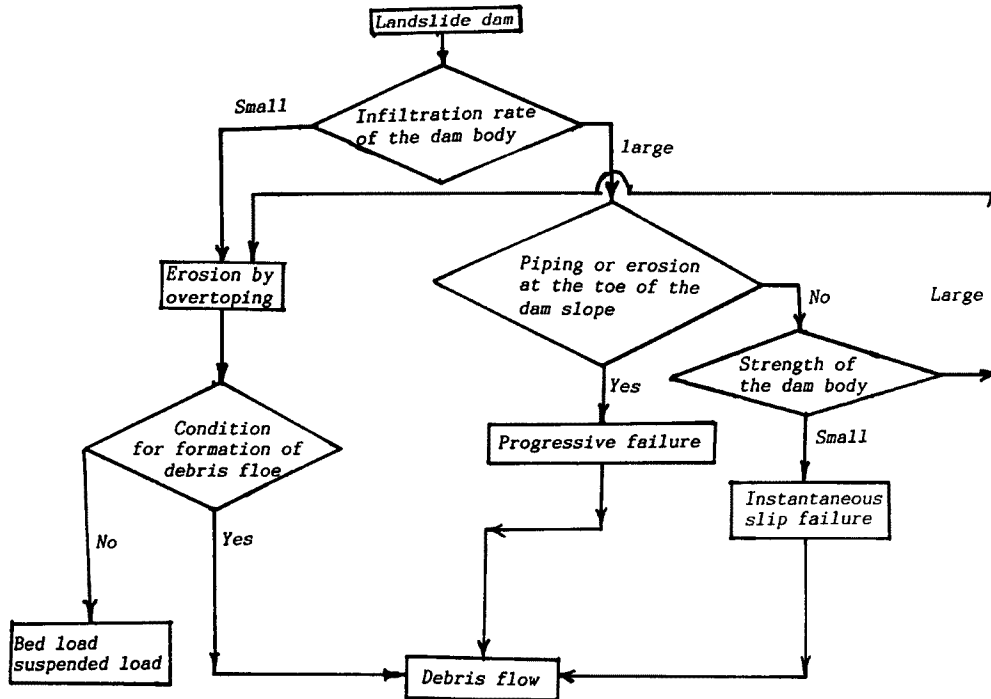 Landslide dam
Small
Infiltration rate
of the dam body
large
Erosion by
overtoping
Piping or erosion
at the toe of the
dam slope
No
Large
Strength of
the dam body
Yes
Condition
for formation of
debris floe
Progressive failure
Small
Instantaneous
slip failure
No
Yes
Bed load
suspended load
Debris flow